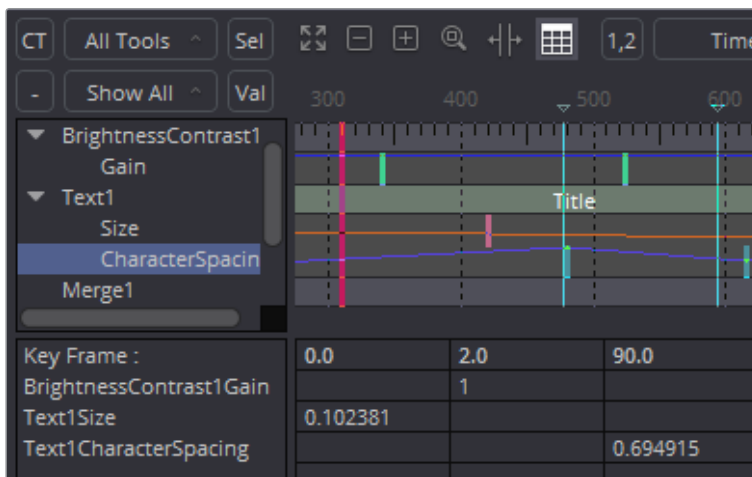 CT All Tools Sel 1,2 Time
- Show All Val
300 400 500 600
BrightnessContrast1
Gain
Text1
Title
Size
CharacterSpacin
Merge1
Key Frame : 0.0 2.0 90.0
BrightnessContrast1Gain 1
Text1Size 0.102381
Text1CharacterSpacing 0.694915